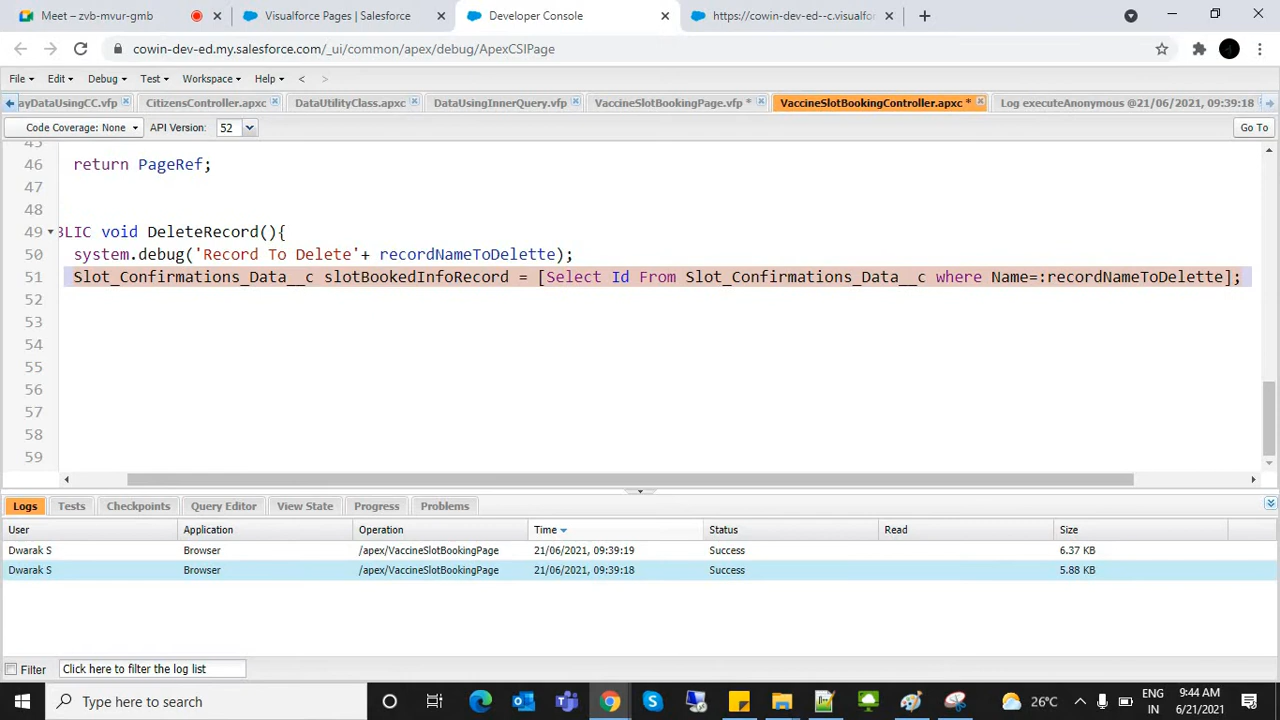 Meet – zvb-mvur-gmb
Visualforce Pages | Salesforce
Developer Console
https://cowin-dev-ed--c.visualfor
cowin-dev-ed.my.salesforce.com/_ui/common/apex/debug/ApexCSIPage
File Edit Debug Test Workspace Help < >
ayDataUsingCC.vfp CitizensController.apxc DataUtilityClass.apxc DataUsingInnerQuery.vfp VaccineSlotBookingPage.vfp * VaccineSlotBookingController.apxc * Log executeAnonymous @21/06/2021, 09:39:18
Code Coverage: None API Version: 52 Go To
45
46 return PageRef;
47
48
49 BLIC void DeleteRecord(){
50 system.debug('Record To Delete'+ recordNameToDelette);
51 Slot_Confirmations_Data__c slotBookedInfoRecord = [Select Id From Slot_Confirmations_Data__c where Name=:recordNameToDelette];
52
53
54
55
56
57
58
59
Logs Tests Checkpoints Query Editor View State Progress Problems
User Application Operation Time Status Read Size
Dwarak S Browser /apex/VaccineSlotBookingPage 21/06/2021, 09:39:19 Success 6.37 KB
Dwarak S Browser /apex/VaccineSlotBookingPage 21/06/2021, 09:39:18 Success 5.88 KB
Filter Click here to filter the log list
Type here to search
26°C
ENG
IN
9:44 AM
6/21/2021